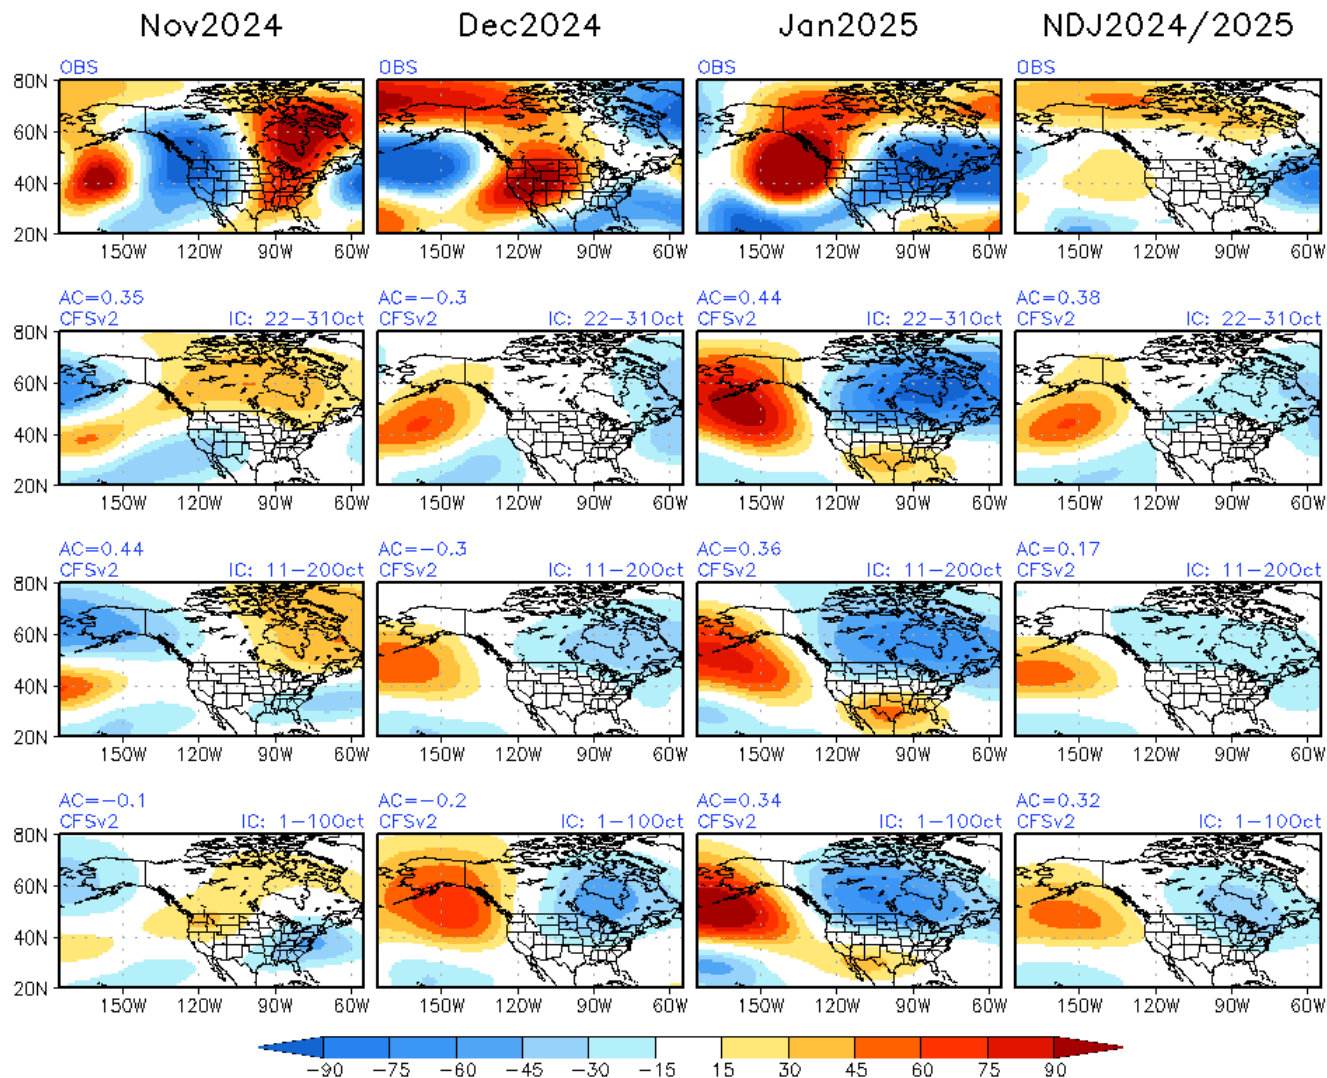 Nov2024 Dec2024 Jan2025 NDJ2024/2025
OBS OBS OBS OBS
80N
60N
40N
20N
150W 120W 90W 60W 150W 120W 90W 60W 150W 120W 90W 60W 150W 120W 90W 60W
AC=0.35 AC=-0.3 AC=0.44 AC=0.38
CFSv2 IC: 22-31Oct CFSv2 IC: 22-31Oct CFSv2 IC: 22-31Oct CFSv2 IC: 22-31Oct
80N
60N
40N
20N
150W 120W 90W 60W 150W 120W 90W 60W 150W 120W 90W 60W 150W 120W 90W 60W
AC=0.44 AC=-0.3 AC=0.36 AC=0.17
CFSv2 IC: 11-20Oct CFSv2 IC: 11-20Oct CFSv2 IC: 11-20Oct CFSv2 IC: 11-20Oct
80N
60N
40N
20N
150W 120W 90W 60W 150W 120W 90W 60W 150W 120W 90W 60W 150W 120W 90W 60W
AC=-0.1 AC=-0.2 AC=0.34 AC=0.32
CFSv2 IC: 1-10Oct CFSv2 IC: 1-10Oct CFSv2 IC: 1-10Oct CFSv2 IC: 1-10Oct
80N
60N
40N
20N
150W 120W 90W 60W 150W 120W 90W 60W 150W 120W 90W 60W 150W 120W 90W 60W
-90 -75 -60 -45 -30 -15 15 30 45 60 75 90